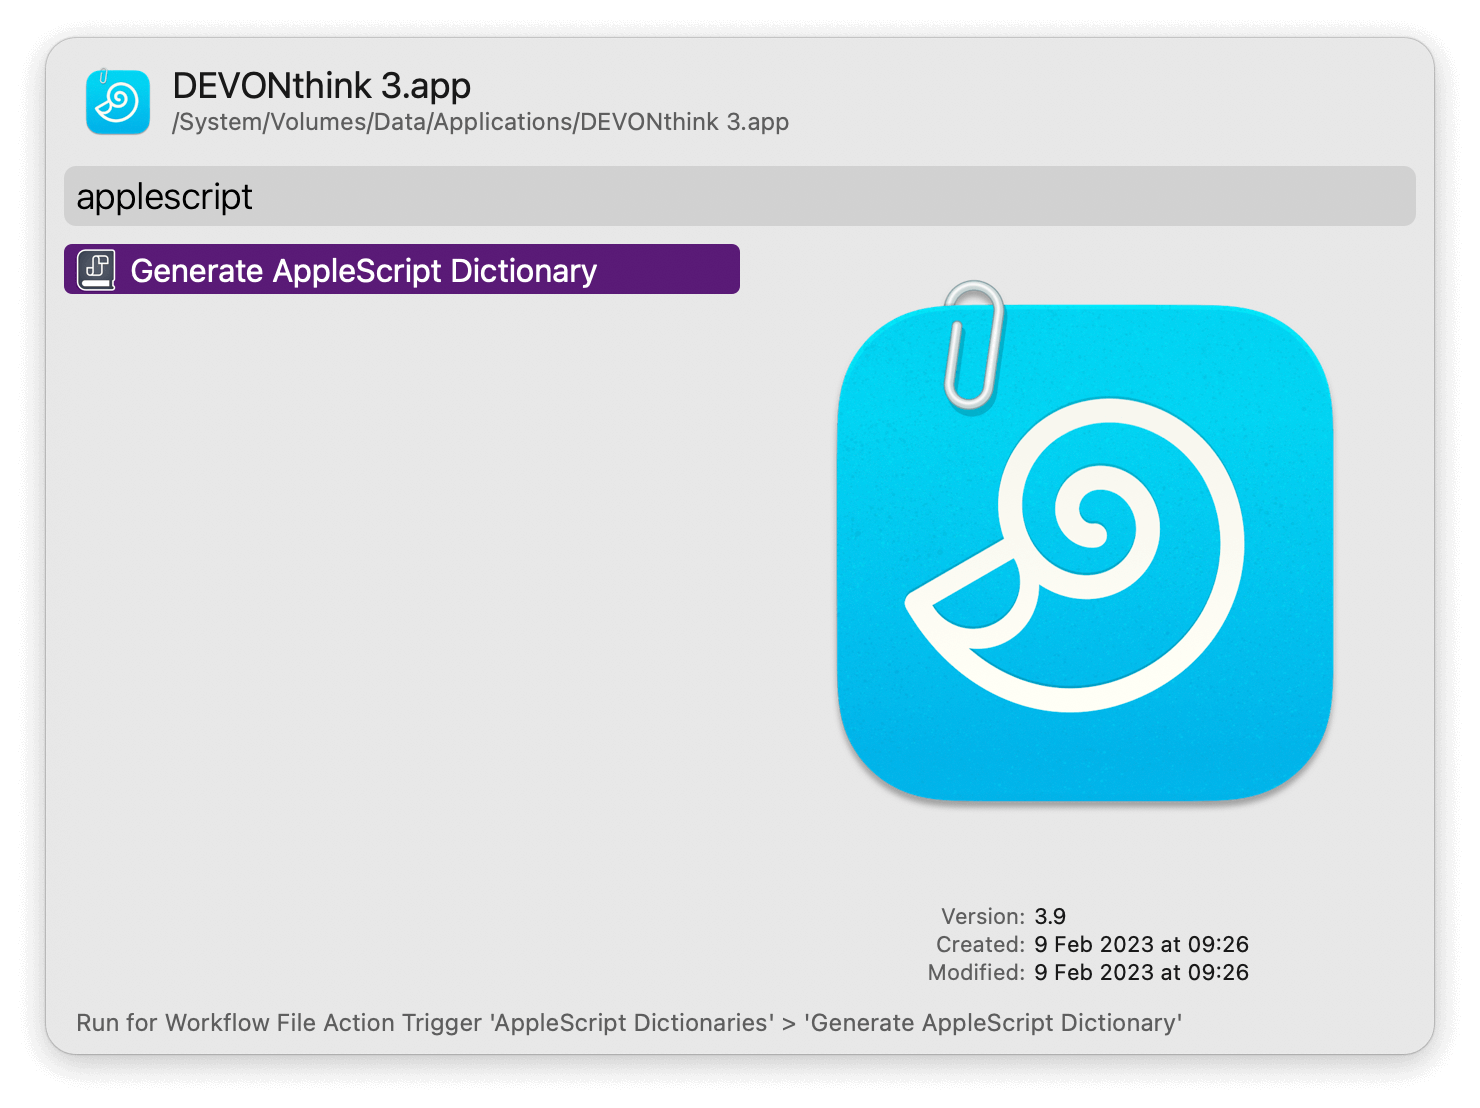 DEVONthink 3.app
/System/Volumes/Data/Applications/DEVONthink 3.app
applescript
Generate AppleScript Dictionary
Version: 3.9
Created: 9 Feb 2023 at 09:26
Modified: 9 Feb 2023 at 09:26
Run for Workflow File Action Trigger 'AppleScript Dictionaries' > 'Generate AppleScript Dictionary'